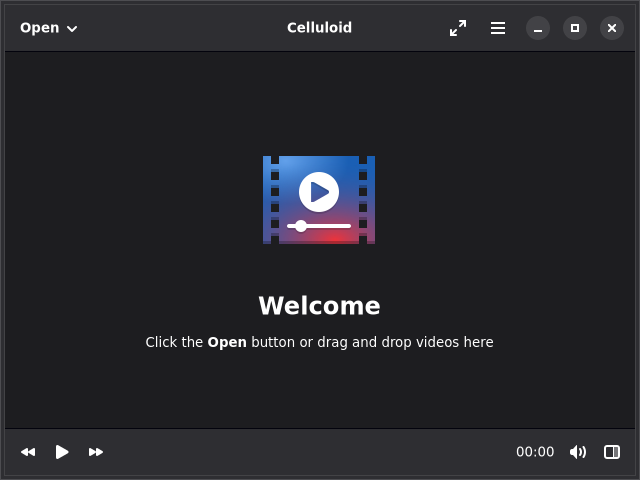 Open
Celluloid
Welcome
Click the Open button or drag and drop videos here
00:00